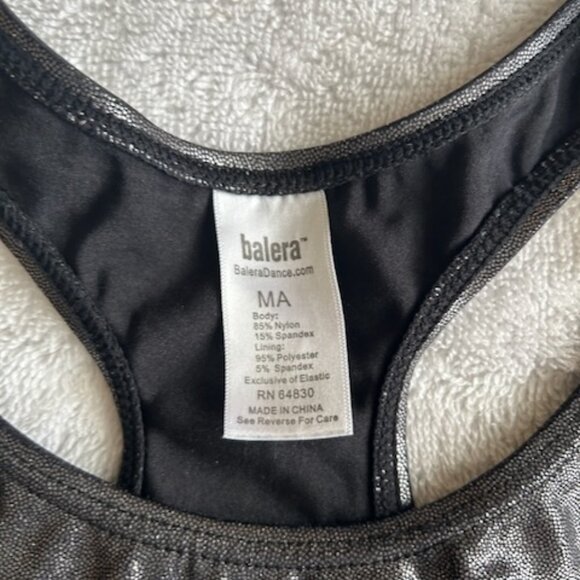 balera™
BaleraDance.com
MA
Body:
85% Nylon
15% Spandex
Lining:
95% Polyester
5% Spandex
Exclusive of Elastic
RN 64830
MADE IN CHINA
See Reverse For Care